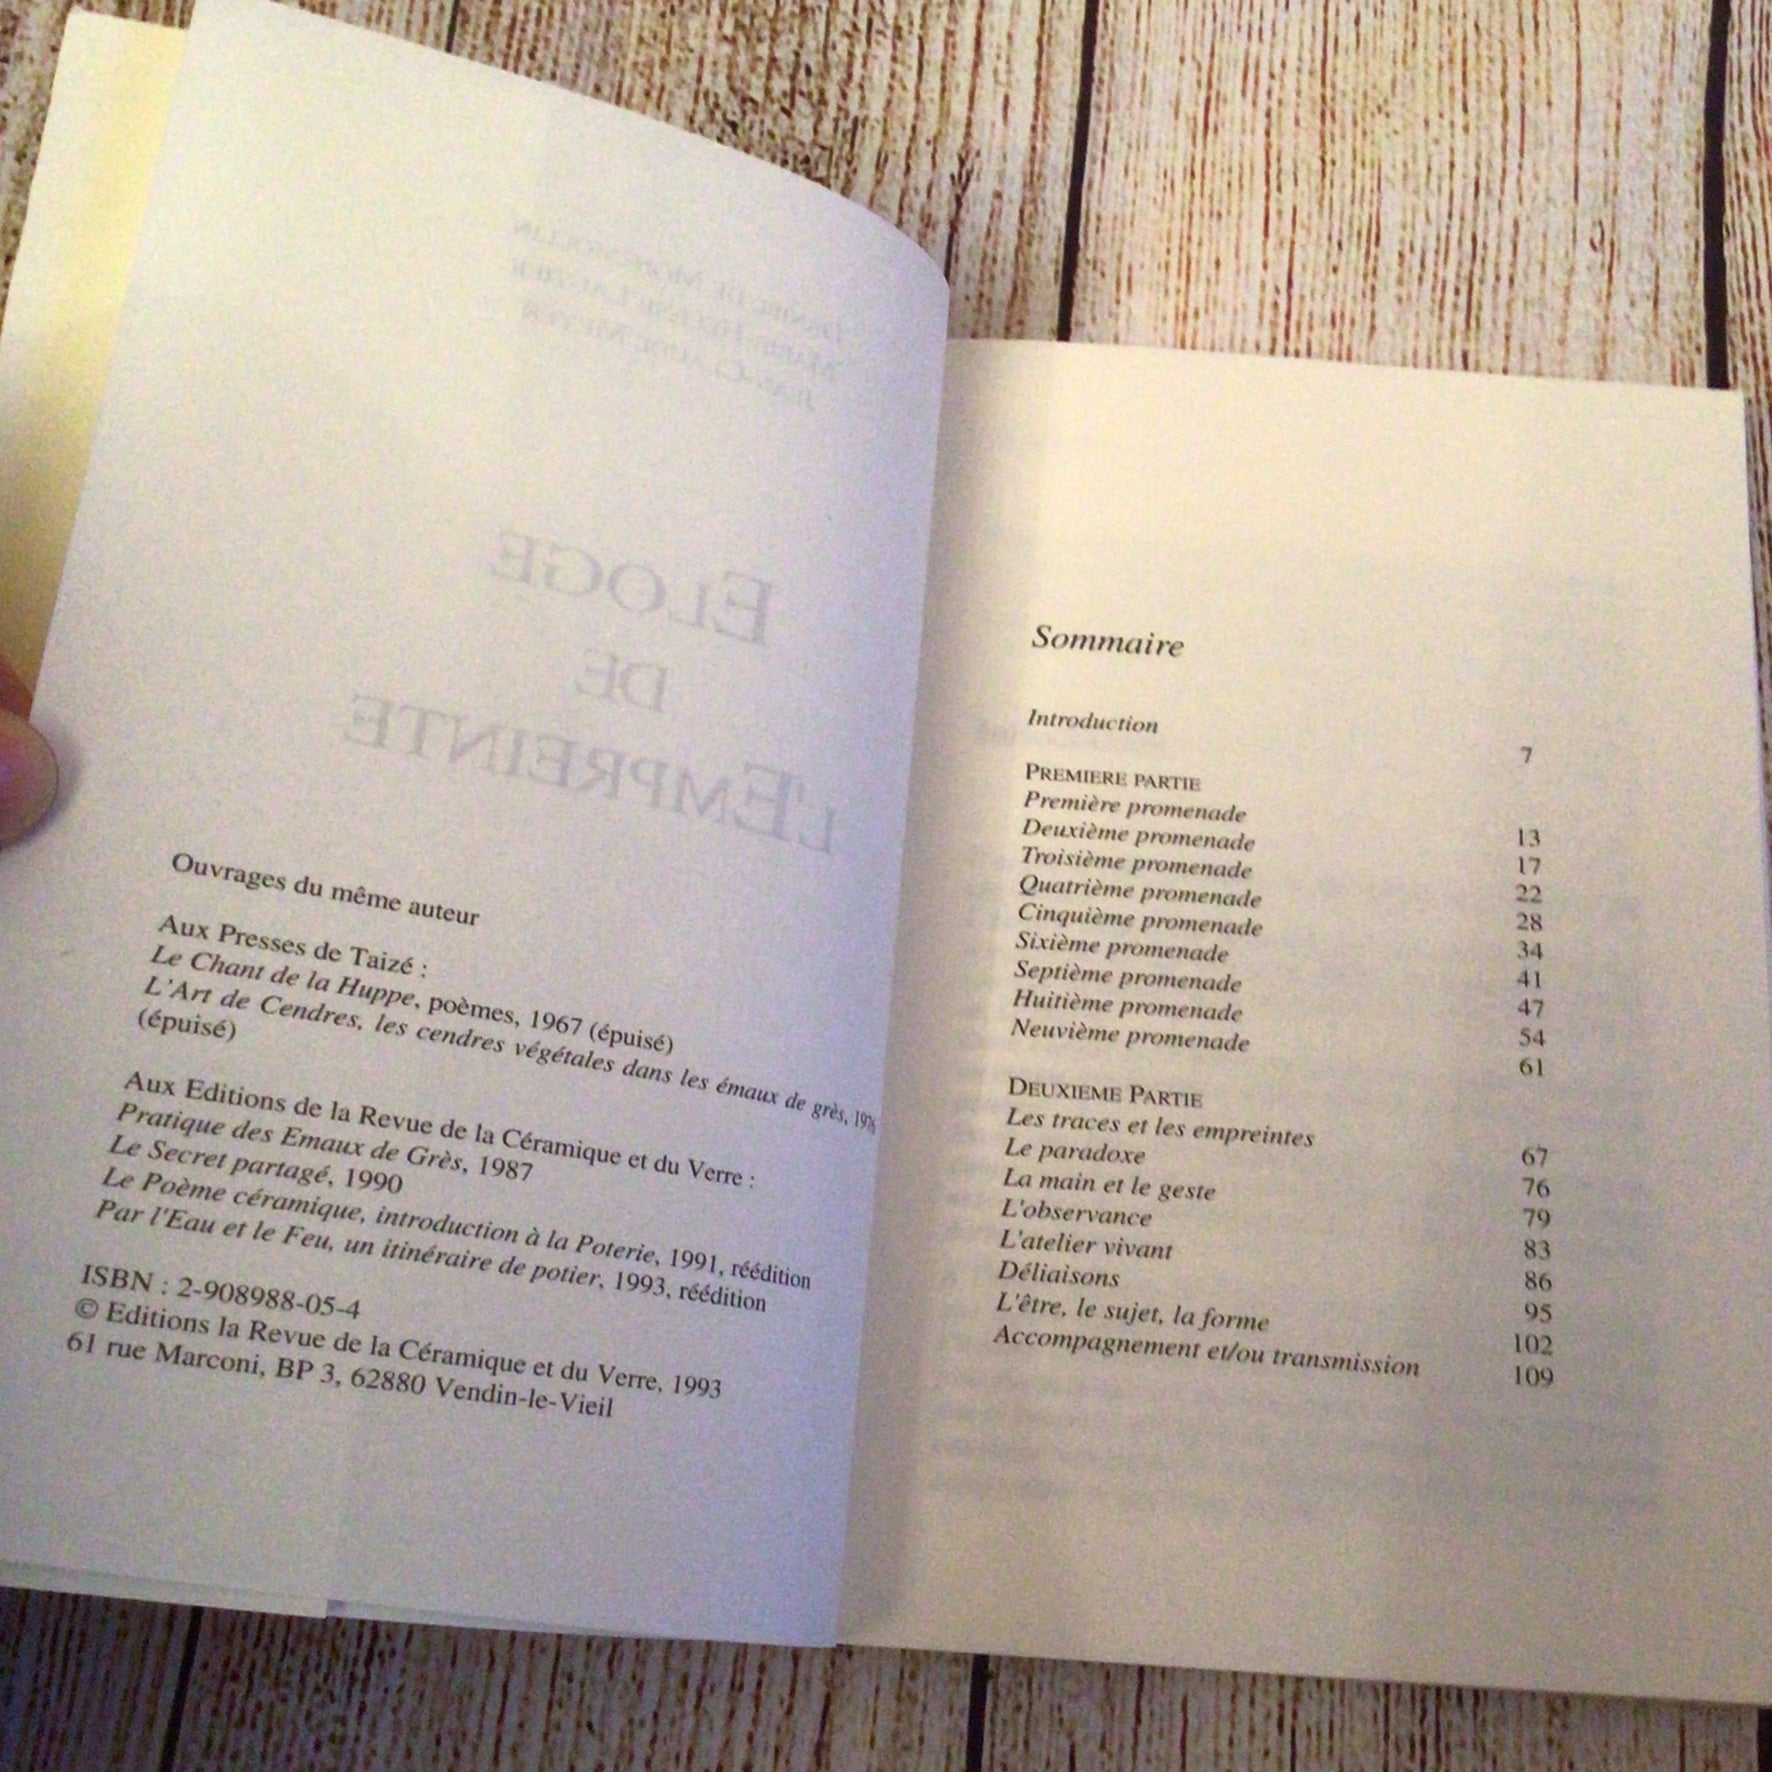 ELOGE
DE
L'EMPREINTE
Ouvrages du même auteur
Aux Presses de Taizé :
Le Chant de la Huppe, poèmes, 1967 (épuisé)
L'Art de Cendres, les cendres végétales dans les émaux de grès, 1976
(épuisé)
Aux Editions de la Revue de la Céramique et du Verre :
Pratique des Emaux de Grès, 1987
Le Secret partagé, 1990
Le Poème céramique, introduction à la Poterie, 1991, réédition
Par l'Eau et le Feu, un itinéraire de potier, 1993, réédition
ISBN : 2-908988-05-4
© Editions la Revue de la Céramique et du Verre, 1993
61 rue Marconi, BP 3, 62880 Vendin-le-Vieil
Sommaire
Introduction 7
PREMIERE PARTIE
Première promenade 13
Deuxième promenade 17
Troisième promenade 22
Quatrième promenade 28
Cinquième promenade 34
Sixième promenade 41
Septième promenade 47
Huitième promenade 54
Neuvième promenade 61
DEUXIEME PARTIE
Les traces et les empreintes 67
Le paradoxe 76
La main et le geste 79
L'observance 83
L'atelier vivant 86
Déliaisons 95
L'être, le sujet, la forme 102
Accompagnement et/ou transmission 109